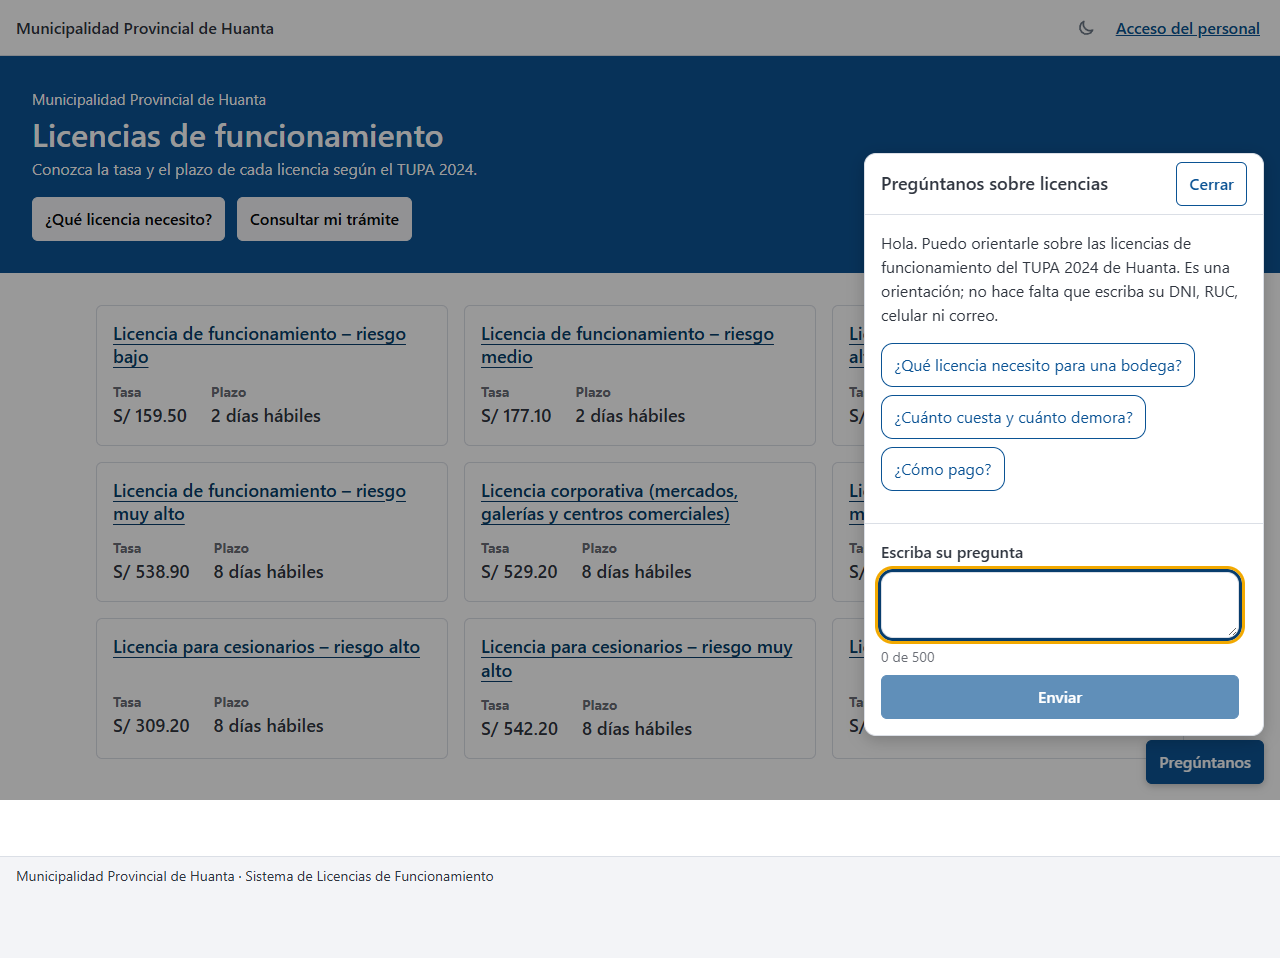 Municipalidad Provincial de Huanta
Acceso del personal
Municipalidad Provincial de Huanta
Licencias de funcionamiento
Conozca la tasa y el plazo de cada licencia según el TUPA 2024.
¿Qué licencia necesito?
Consultar mi trámite
Licencia de funcionamiento – riesgo
bajo
Tasa
Plazo
S/ 159.50
2 días hábiles
Licencia de funcionamiento – riesgo
medio
Tasa
Plazo
S/ 177.10
2 días hábiles
Licencia de funcionamiento – riesgo
muy alto
Tasa
Plazo
S/ 538.90
8 días hábiles
Licencia corporativa (mercados,
galerías y centros comerciales)
Tasa
Plazo
S/ 529.20
8 días hábiles
Licencia para cesionarios – riesgo alto
Tasa
Plazo
S/ 309.20
8 días hábiles
Licencia para cesionarios – riesgo muy
alto
Tasa
Plazo
S/ 542.20
8 días hábiles
Pregúntanos sobre licencias
Cerrar
Hola. Puedo orientarle sobre las licencias de
funcionamiento del TUPA 2024 de Huanta. Es una
orientación; no hace falta que escriba su DNI, RUC,
celular ni correo.
¿Qué licencia necesito para una bodega?
¿Cuánto cuesta y cuánto demora?
¿Cómo pago?
Escriba su pregunta
0 de 500
Enviar
Pregúntanos
Municipalidad Provincial de Huanta · Sistema de Licencias de Funcionamiento